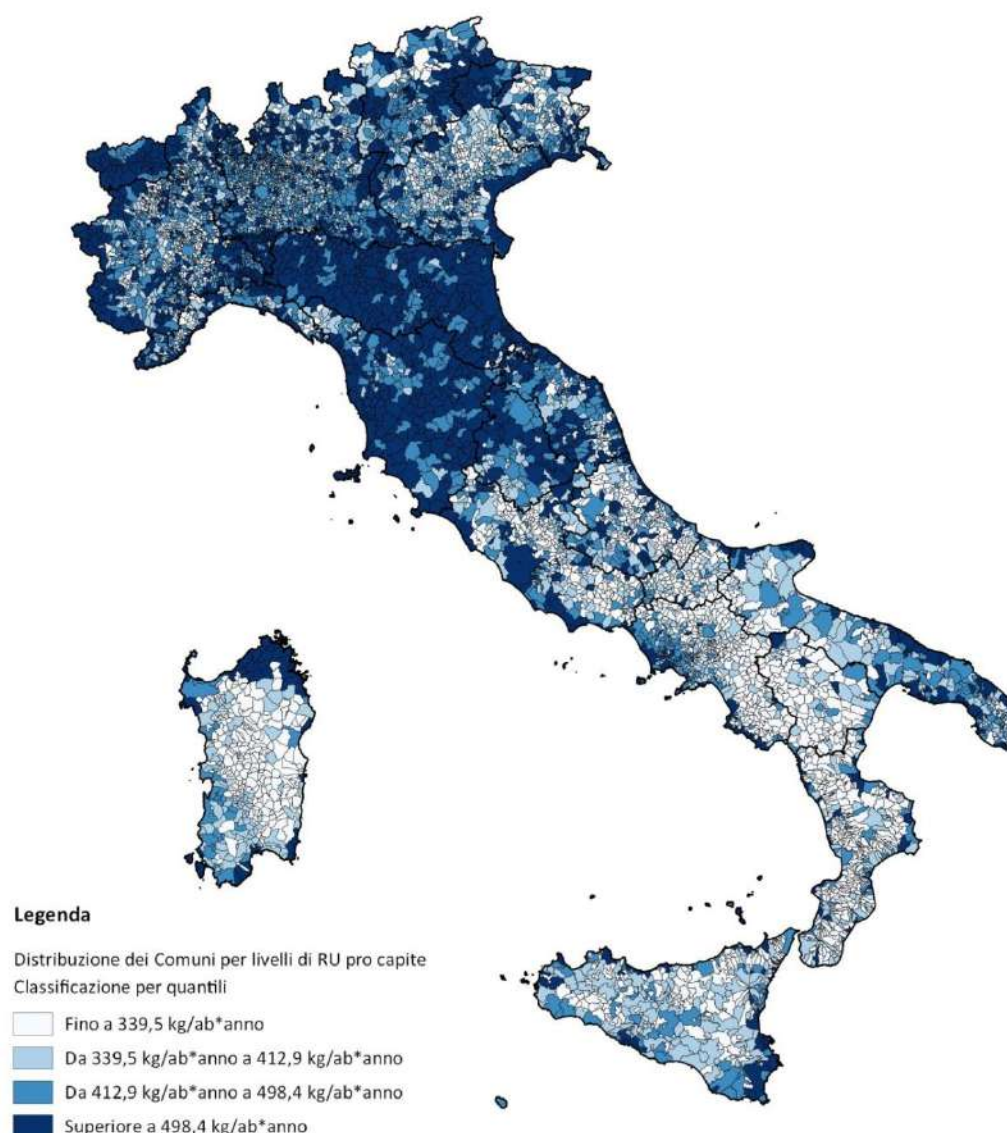 Legenda
Distribuzione dei Comuni per livelli di RU pro capite
Classificazione per quantili
Fino a 339,5 kg/ab*anno
Da 339,5 kg/ab*anno a 412,9 kg/ab*anno
Da 412,9 kg/ab*anno a 498,4 kg/ab*anno
Superiore a 498,4 kg/ab*anno